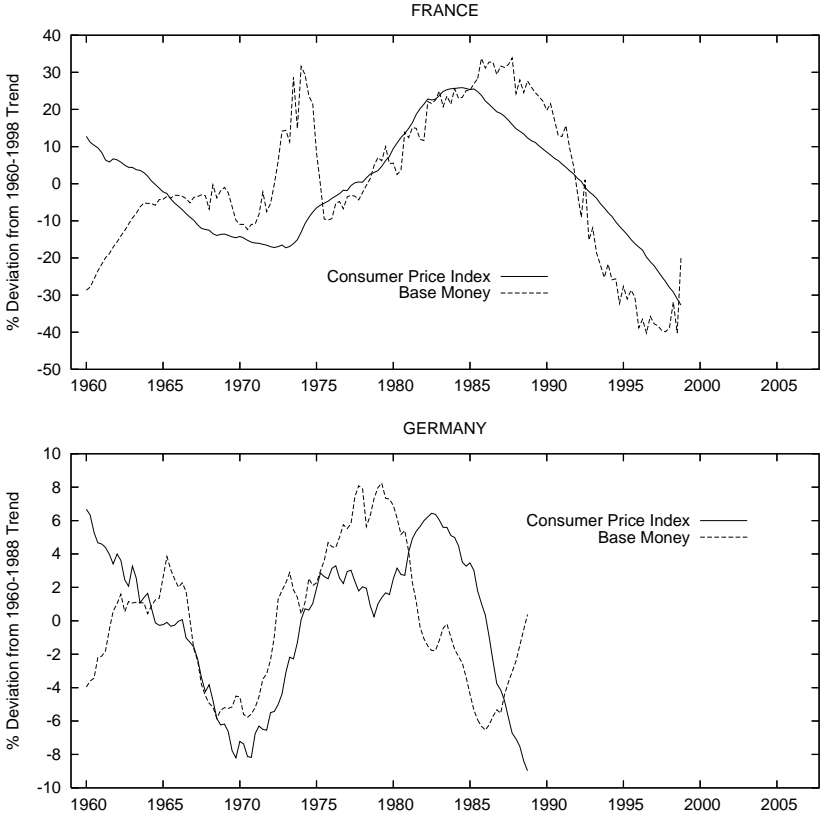 FRANCE
40
30
20
10
0
-10
-20
-30
-40
-50
% Deviation from 1960-1998 Trend
Consumer Price Index
Base Money
1960 1965 1970 1975 1980 1985 1990 1995 2000 2005
GERMANY
10
8
6
4
2
0
-2
-4
-6
-8
-10
% Deviation from 1960-1988 Trend
Consumer Price Index
Base Money
1960 1965 1970 1975 1980 1985 1990 1995 2000 2005